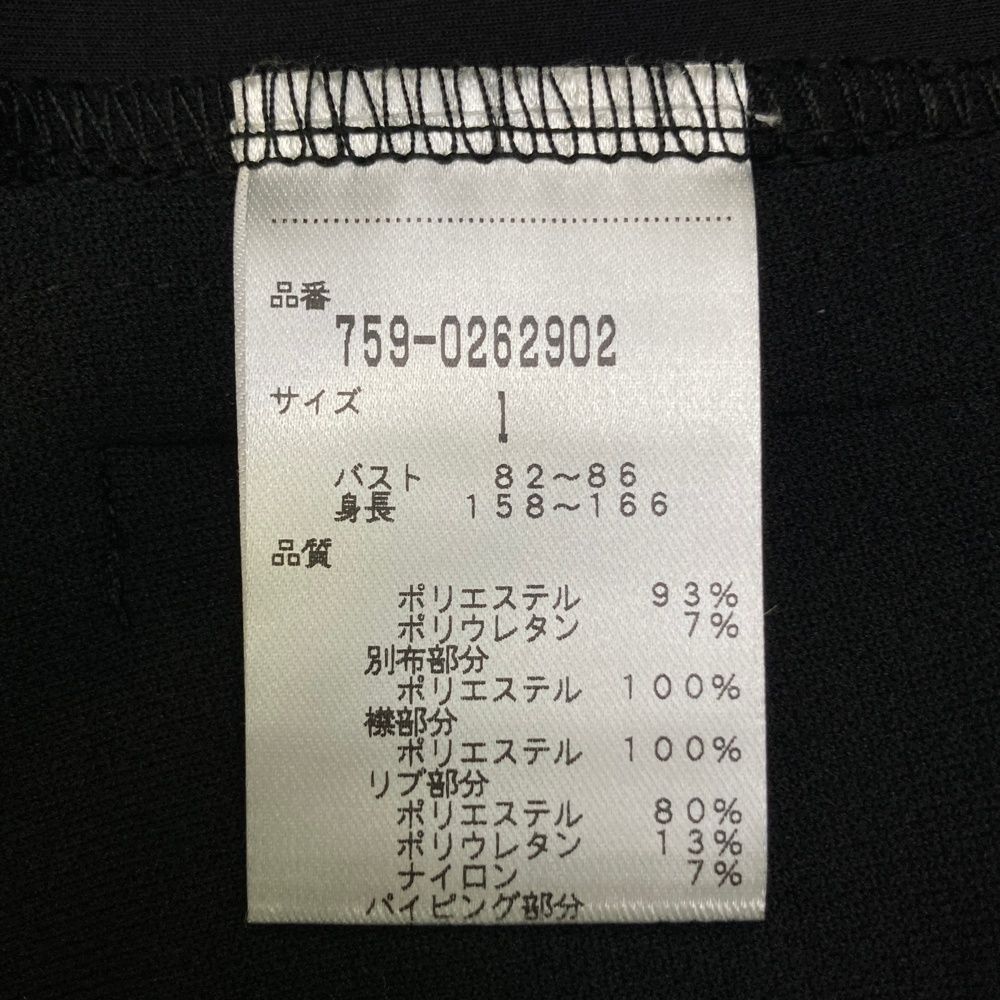 品番
759-0262902
サイズ 1
バスト 82～86
身長 158～166
品質
ポリエステル 93%
ポリウレタン 7%
別布部分
ポリエステル 100%
襟部分
ポリエステル 100%
リブ部分
ポリエステル 80%
ポリウレタン 13%
ナイロン 7%
パイピング部分